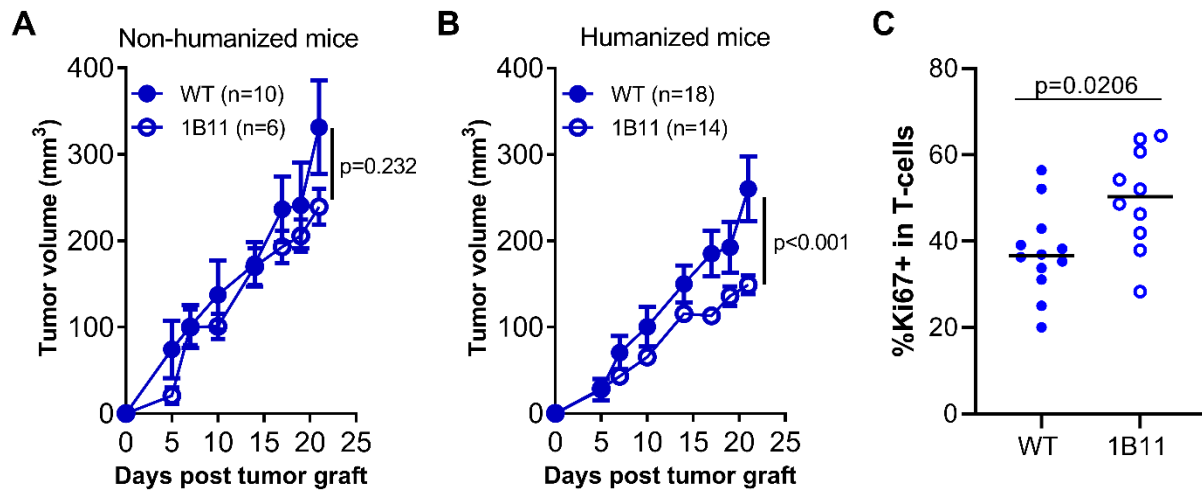 A
Non-humanized mice
400
300
200
100
0
Tumor volume (mm³)
WT (n=10)
1B11 (n=6)
p=0.232
0 5 10 15 20 25
Days post tumor graft
B
Humanized mice
400
300
200
100
0
Tumor volume (mm³)
WT (n=18)
1B11 (n=14)
p<0.001
0 5 10 15 20 25
Days post tumor graft
C
80
60
40
20
0
%Ki67+ in T-cells
p=0.0206
WT 1B11